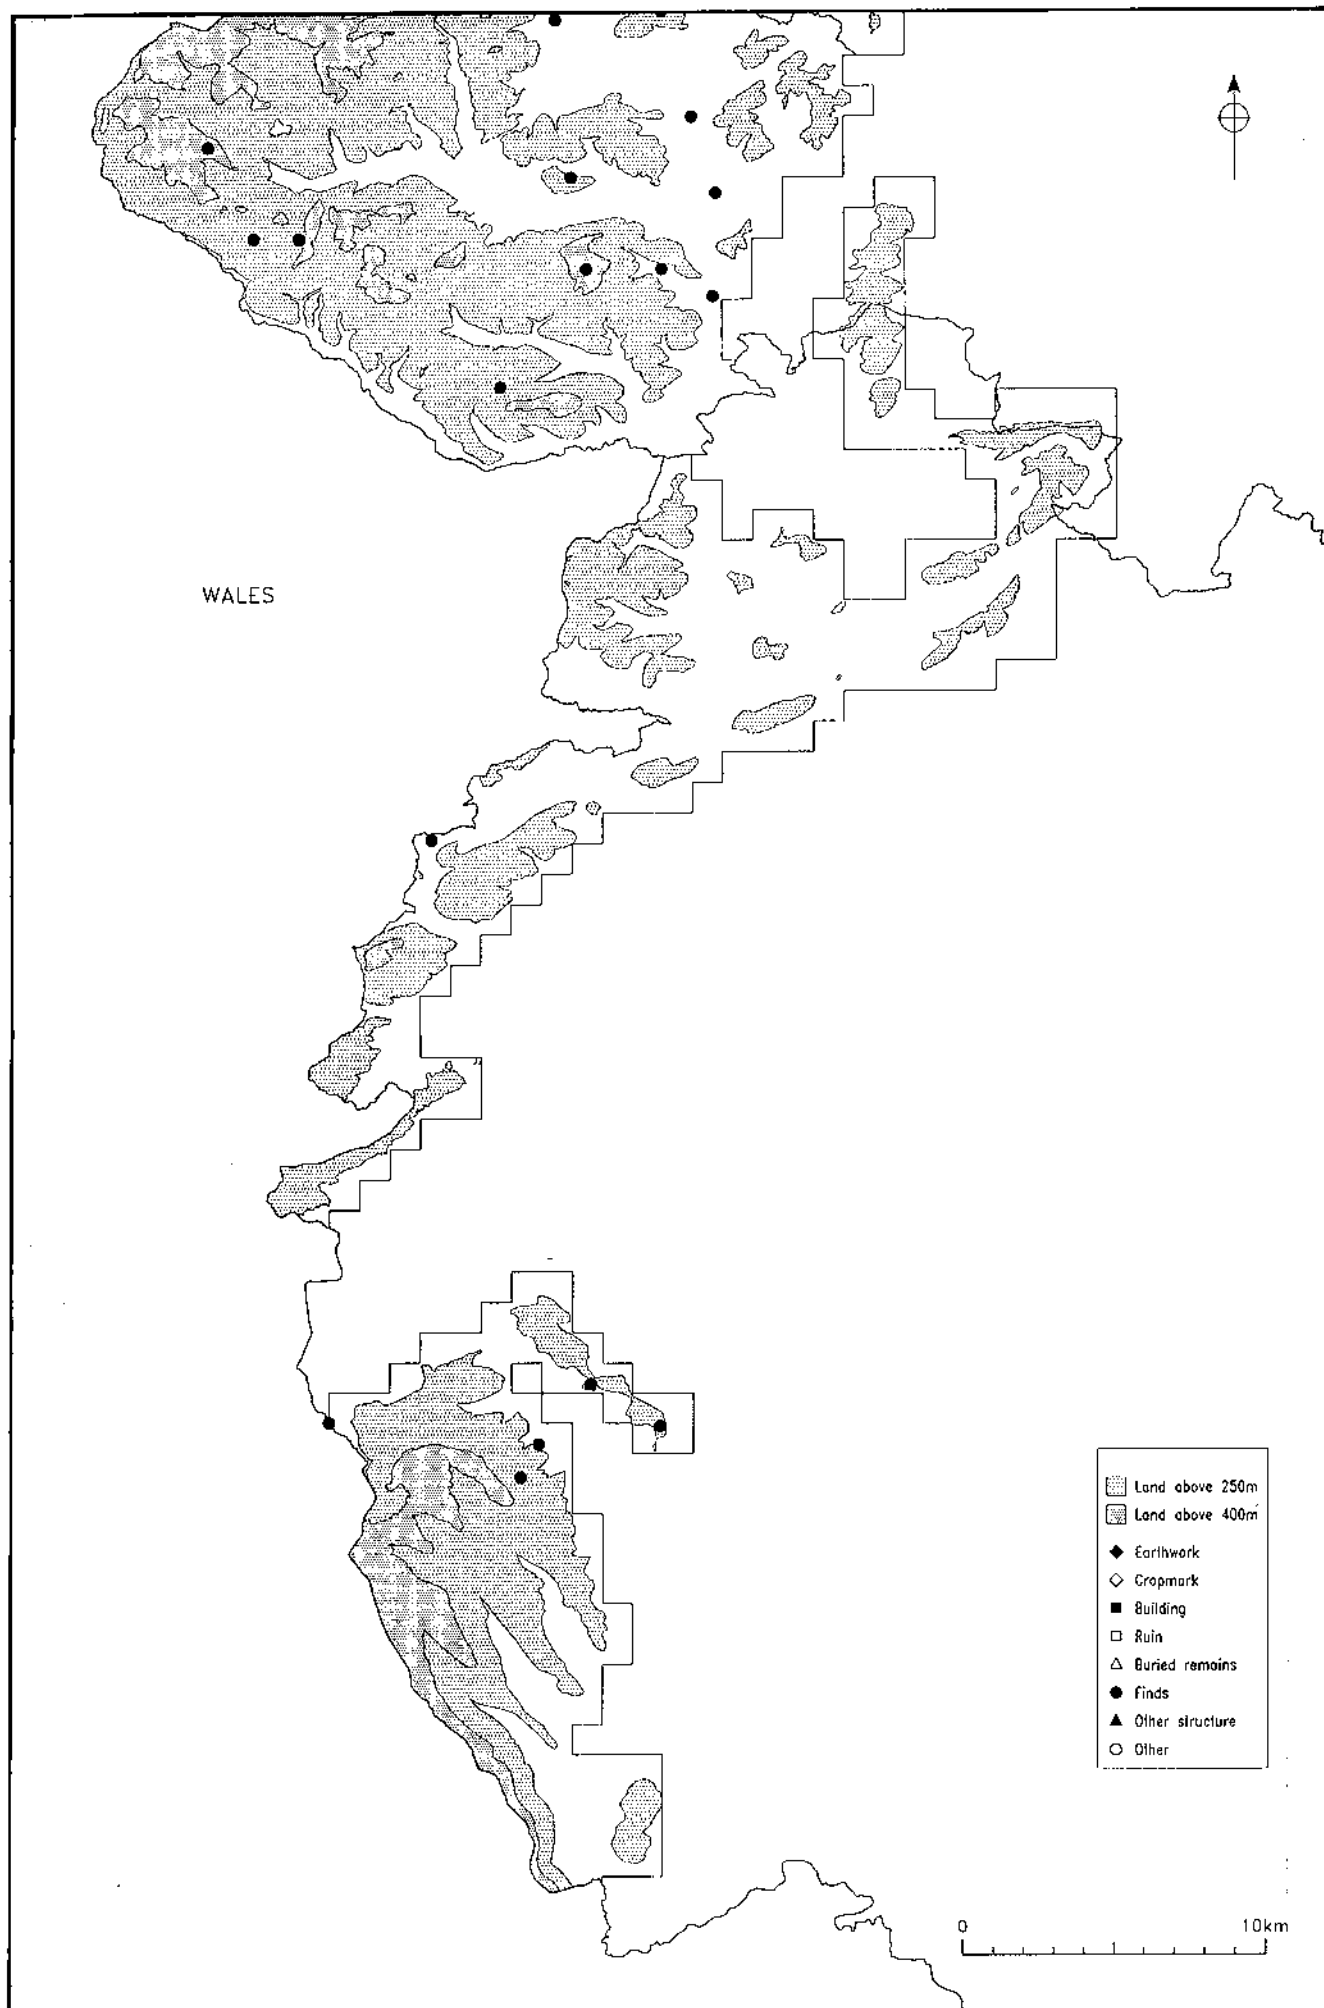 WALES
Land above 250m
Land above 400m
Earthwork
Cropmark
Building
Ruin
Buried remains
Finds
Other structure
Other
0 10km